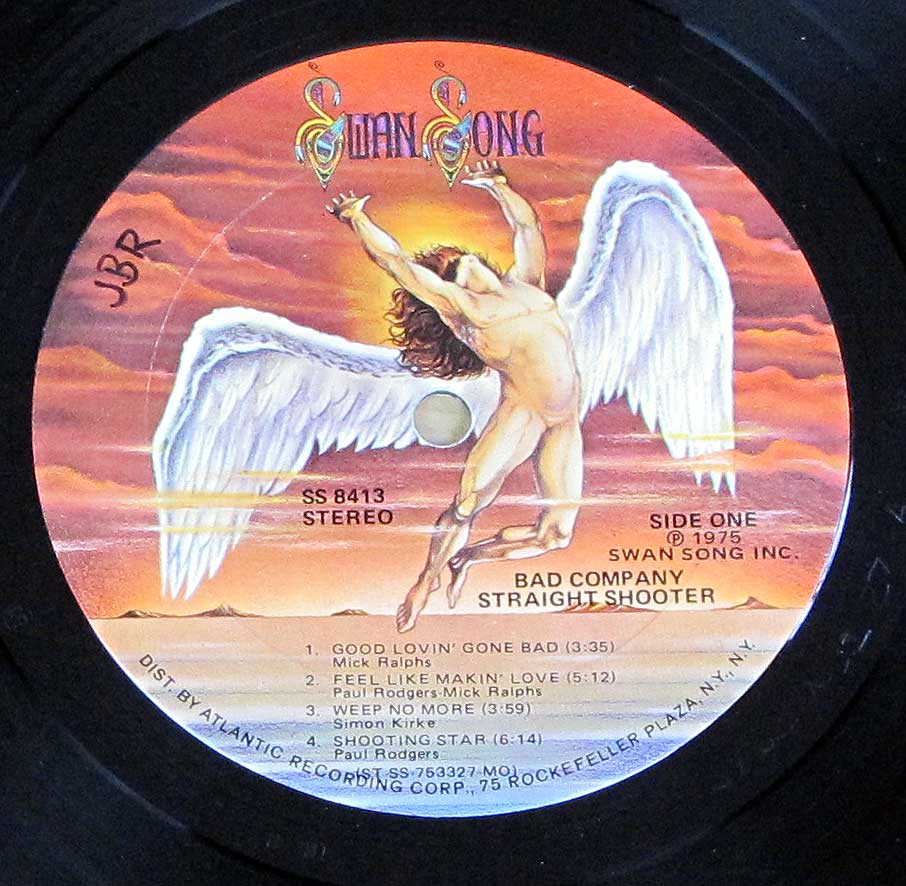 SWAN SONG
JBR
SS 8413
STEREO
SIDE ONE
℗ 1975
SWAN SONG INC.
BAD COMPANY
STRAIGHT SHOOTER
1. GOOD LOVIN' GONE BAD (3:35)
Mick Ralphs
2. FEEL LIKE MAKIN' LOVE (5:12)
Paul Rodgers-Mick Ralphs
3. WEEP NO MORE (3:59)
Simon Kirke
4. SHOOTING STAR (6:14)
Paul Rodgers
(ST-SS-753327-MO)
DIST. BY ATLANTIC RECORDING CORP., 75 ROCKEFELLER PLAZA, N.Y., N.Y.